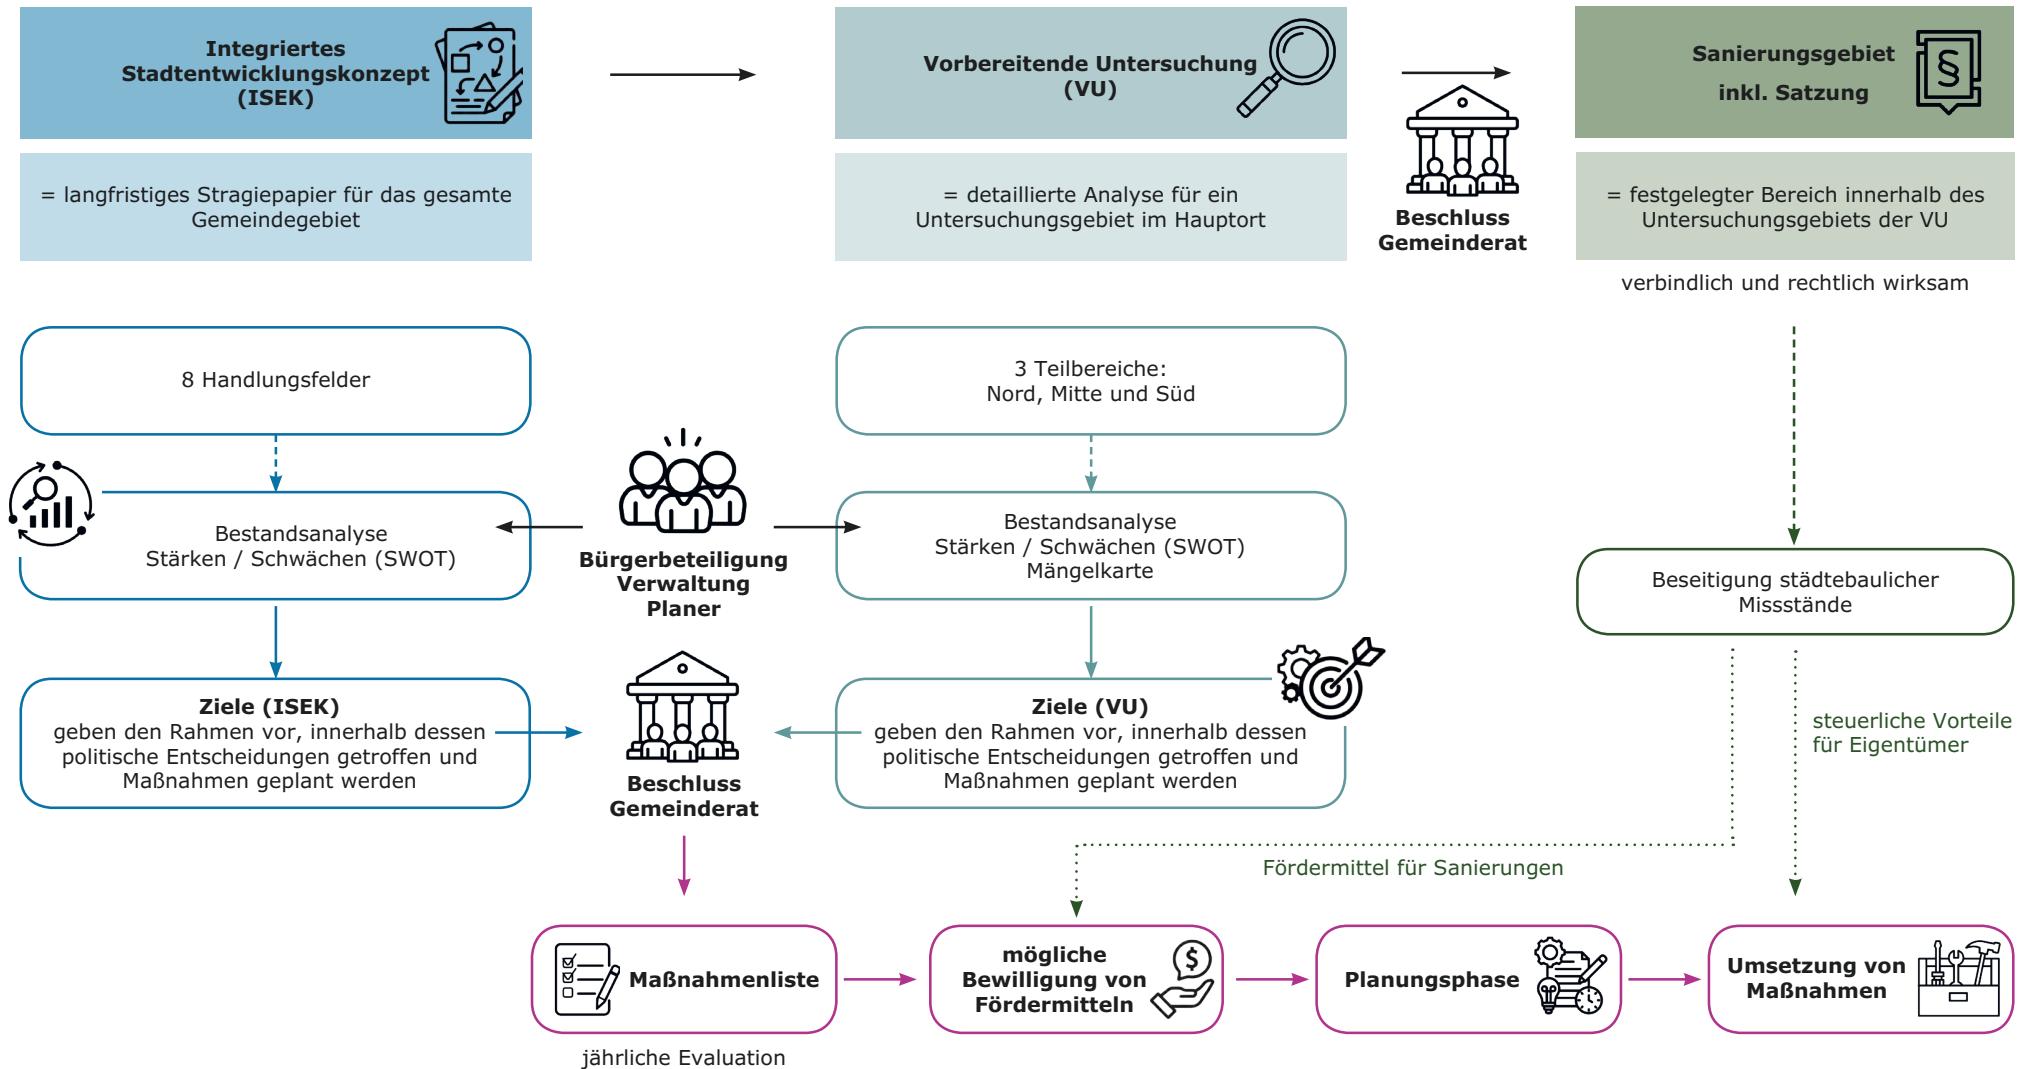 Integriertes
Stadtentwicklungskonzept
(ISEK)
Vorbereitende Untersuchung
(VU)
Sanierungsgebiet
inkl. Satzung
§
= langfristiges Stragiepapier für das gesamte
Gemeindegebiet
= detaillierte Analyse für ein
Untersuchungsgebiet im Hauptort
Beschluss
Gemeinderat
= festgelegter Bereich innerhalb des
Untersuchungsgebiets der VU
verbindlich und rechtlich wirksam
8 Handlungsfelder
3 Teilbereiche:
Nord, Mitte und Süd
Bestandsanalyse
Stärken / Schwächen (SWOT)
Bürgerbeteiligung
Verwaltung
Planer
Bestandsanalyse
Stärken / Schwächen (SWOT)
Mängelkarte
Beseitigung städtebaulicher
Missstände
Ziele (ISEK)
geben den Rahmen vor, innerhalb dessen
politische Entscheidungen getroffen und
Maßnahmen geplant werden
Beschluss
Gemeinderat
Ziele (VU)
geben den Rahmen vor, innerhalb dessen
politische Entscheidungen getroffen und
Maßnahmen geplant werden
steuerliche Vorteile
für Eigentümer
Fördermittel für Sanierungen
Maßnahmenliste
mögliche
Bewilligung von
Fördermitteln
$
Planungsphase
Umsetzung von
Maßnahmen
jährliche Evaluation